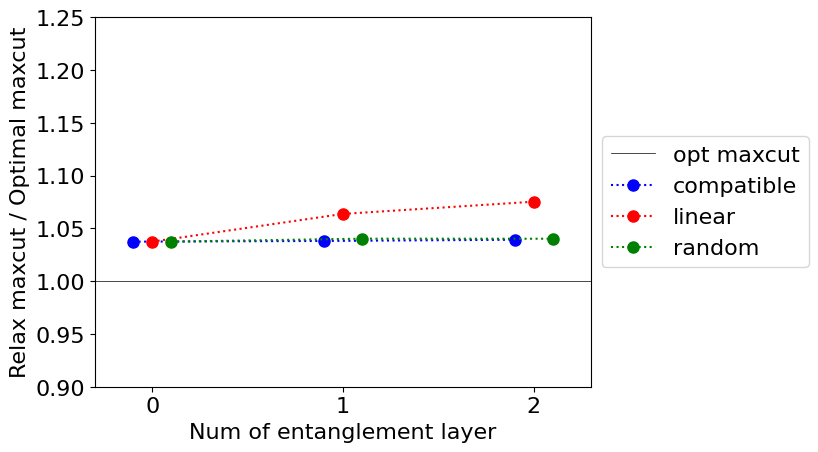 Relax maxcut / Optimal maxcut
1.25
1.20
1.15
1.10
1.05
1.00
0.95
0.90
0
1
2
Num of entanglement layer
opt maxcut
compatible
linear
random